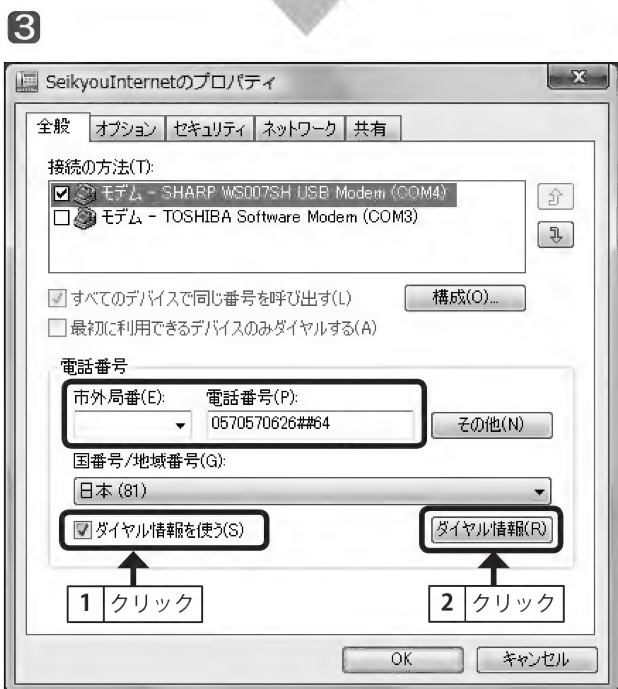 3
SeikyouInternetのプロパティ
全般 オプション セキュリティ ネットワーク 共有
接続の方法(T):
モデム - SHARP WS007SH USB Modem (COM4)
モデム - TOSHIBA Software Modem (COM3)
すべてのデバイスで同じ番号を呼び出す(L) 構成(O)...
最初に利用できるデバイスのみダイヤルする(A)
電話番号
市外局番(E): 電話番号(P):
0570570626##64 その他(N)
国番号/地域番号(G):
日本 (81)
ダイヤル情報を使う(S) ダイヤル情報(R)
1 クリック 2 クリック
OK キャンセル